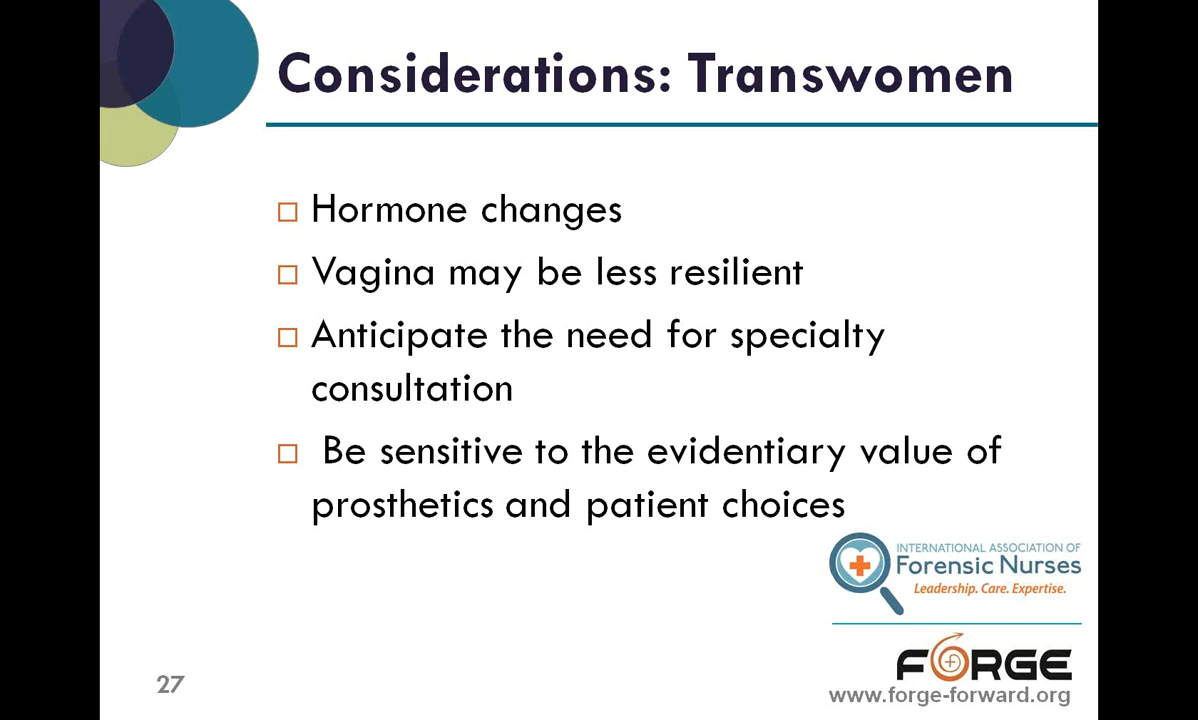 Considerations: Transwomen
Hormone changes
Vagina may be less resilient
Anticipate the need for specialty
consultation
Be sensitive to the evidentiary value of
prosthetics and patient choices
INTERNATIONAL ASSOCIATION OF
Forensic Nurses
Leadership. Care. Expertise.
FORGE
www.forge-forward.org
27